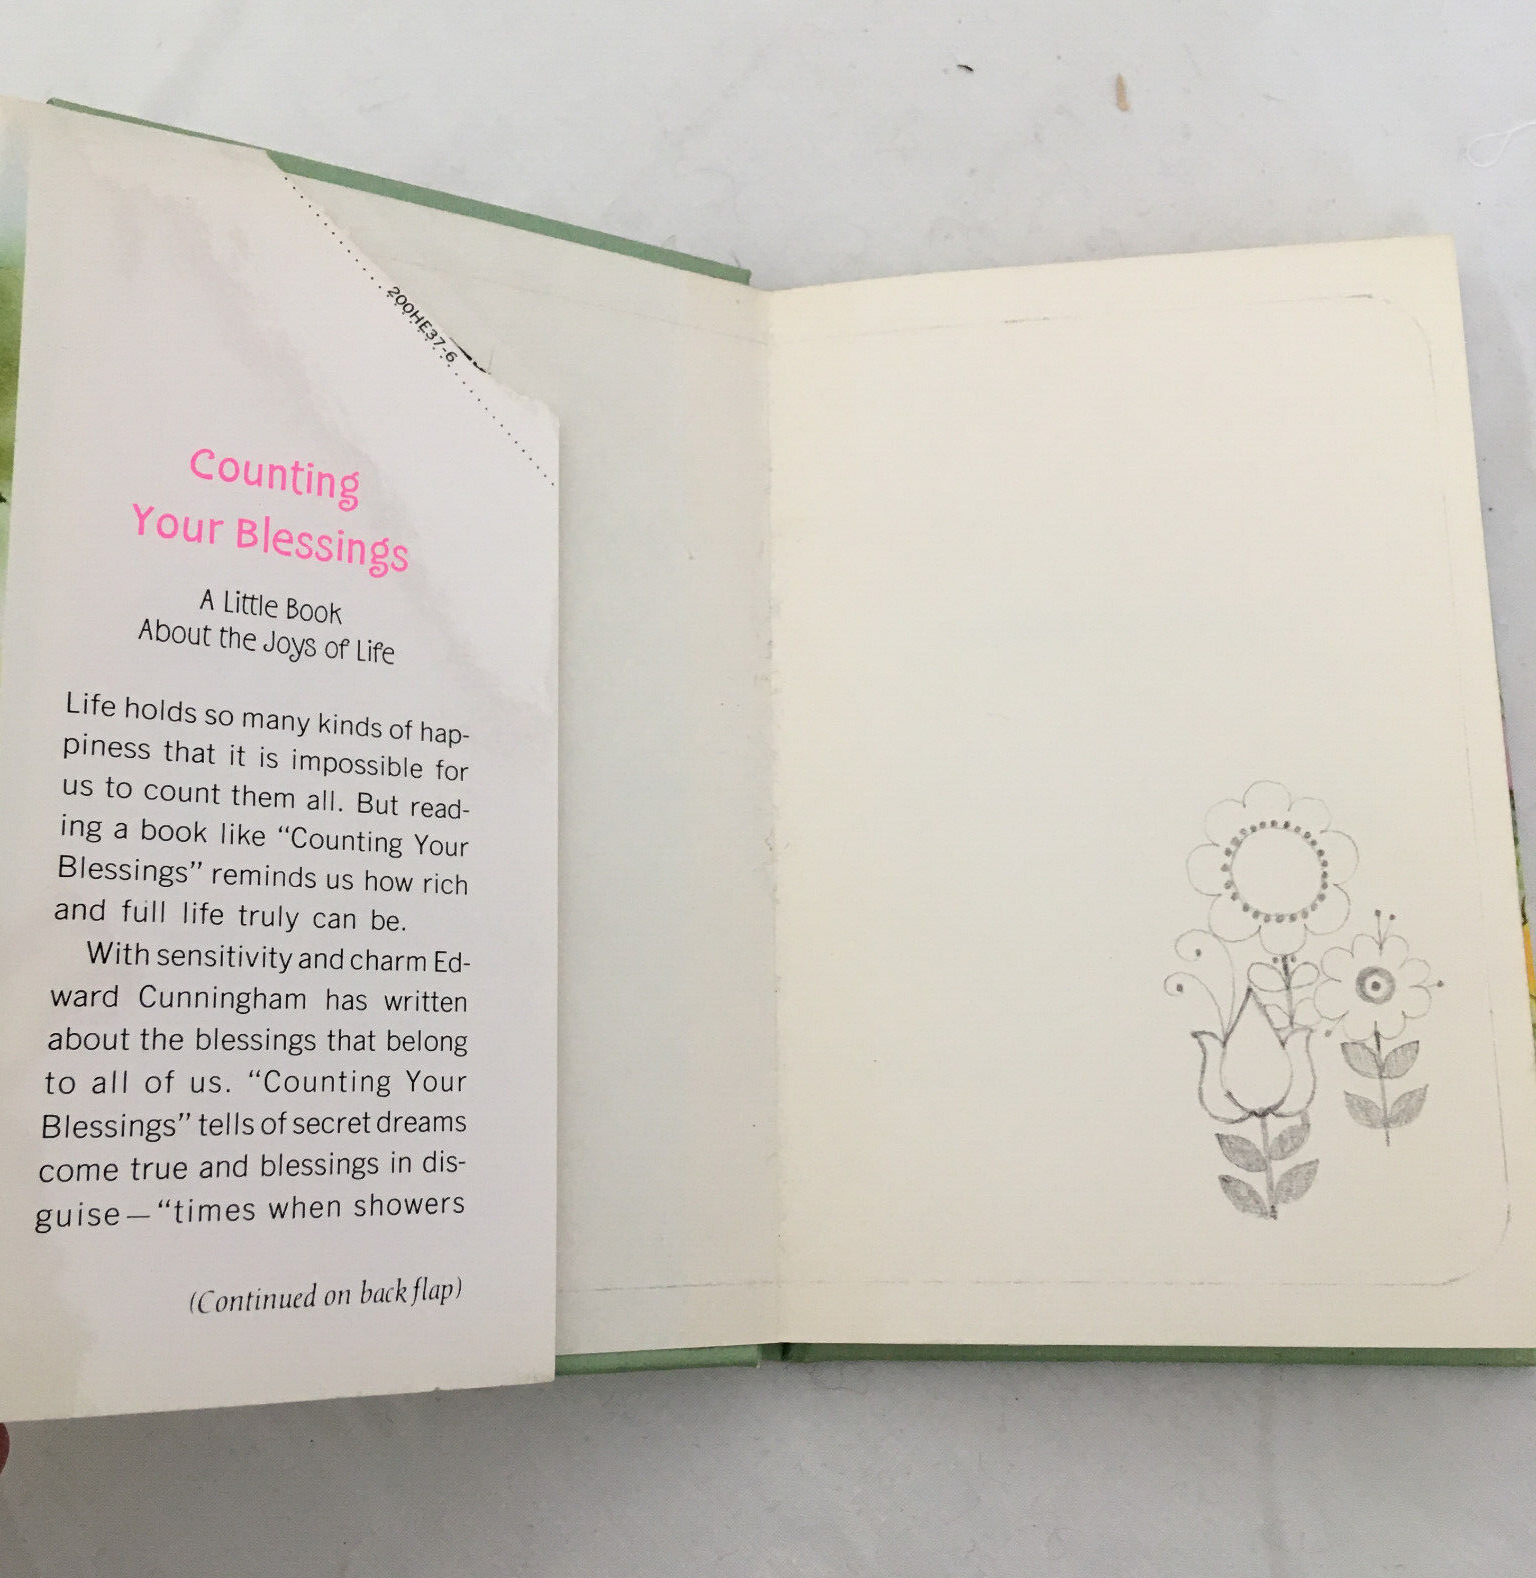 200HE37-6
Counting
Your Blessings
A Little Book
About the Joys of Life
Life holds so many kinds of hap-
piness that it is impossible for
us to count them all. But read-
ing a book like “Counting Your
Blessings” reminds us how rich
and full life truly can be.
With sensitivity and charm Ed-
ward Cunningham has written
about the blessings that belong
to all of us. “Counting Your
Blessings” tells of secret dreams
come true and blessings in dis-
guise—“times when showers
(Continued on back flap)